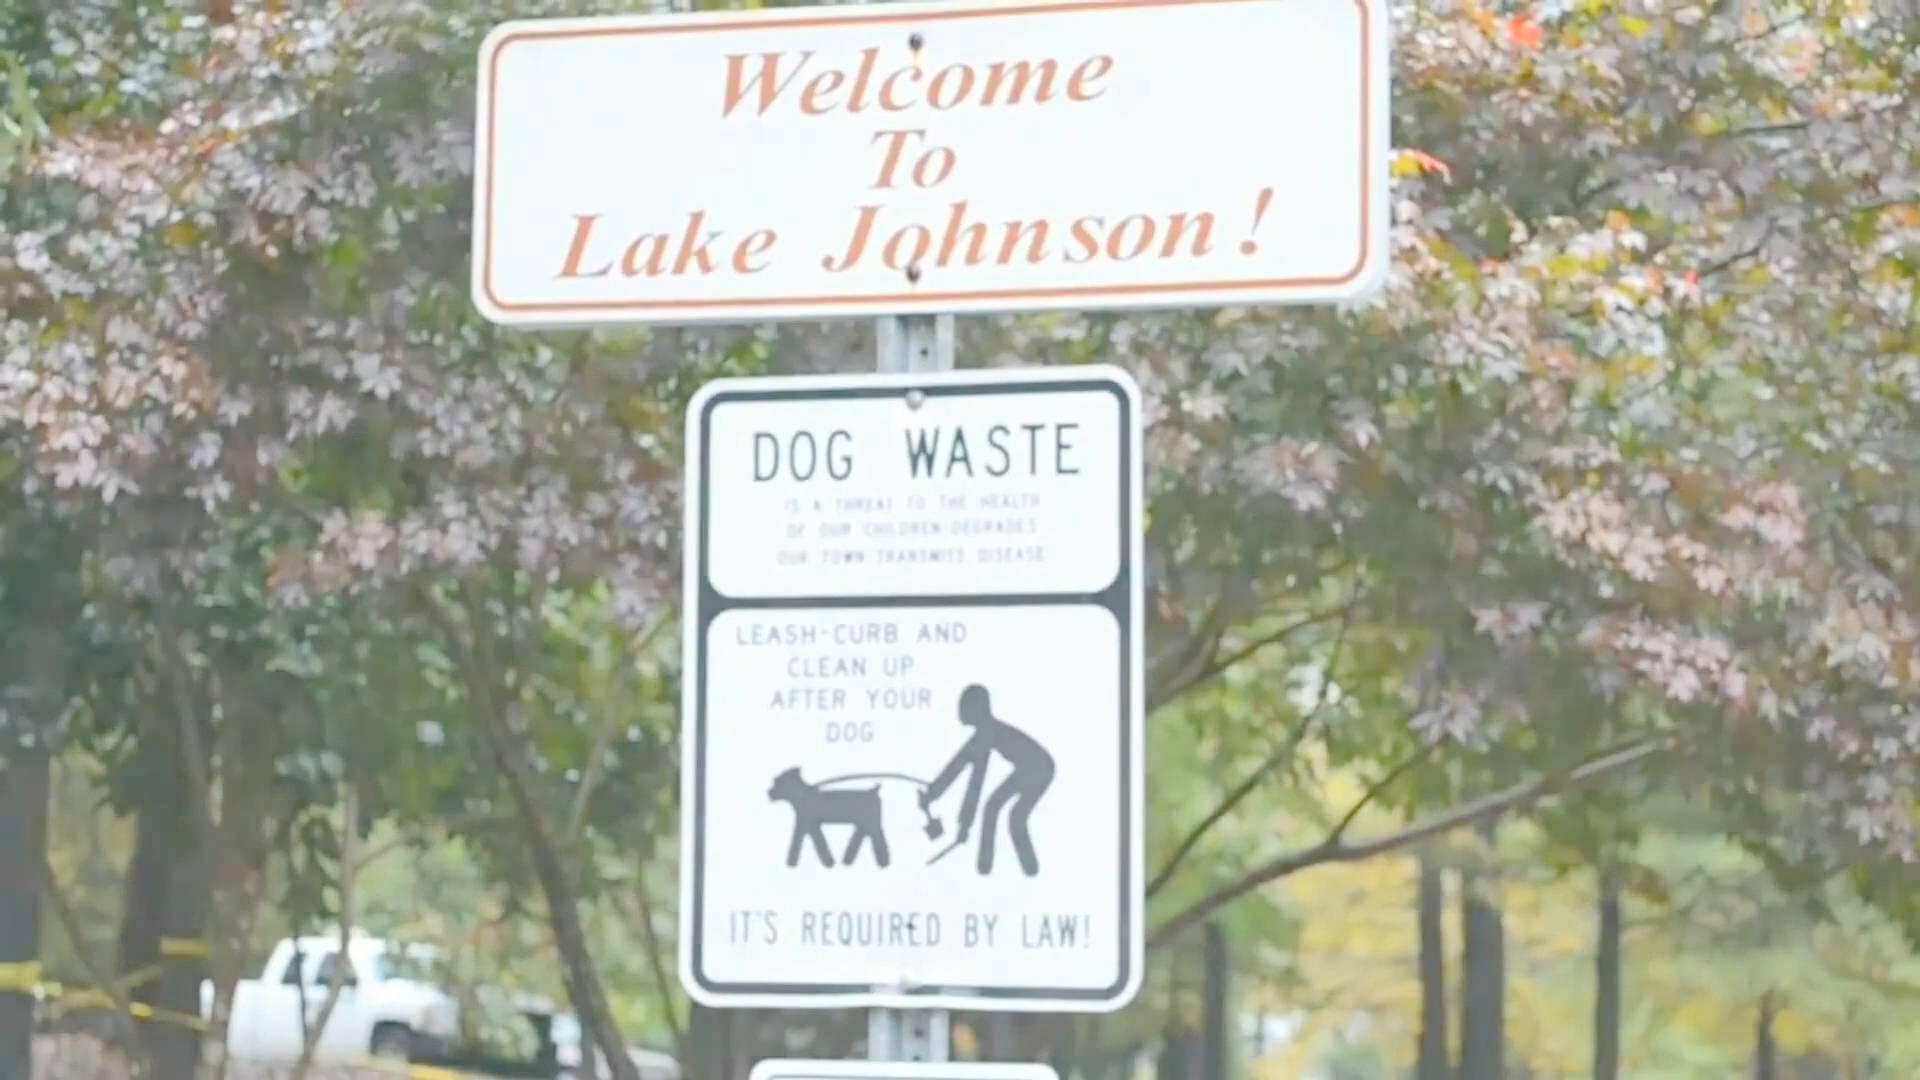 Welcome
To
Lake Johnson!
DOG WASTE
IS A THREAT TO THE HEALTH
OF OUR CHILDREN-DEGRADES
OUR TOWN-TRANSMITS DISEASE
LEASH-CURB AND
CLEAN UP
AFTER YOUR
DOG
IT'S REQUIRED BY LAW!